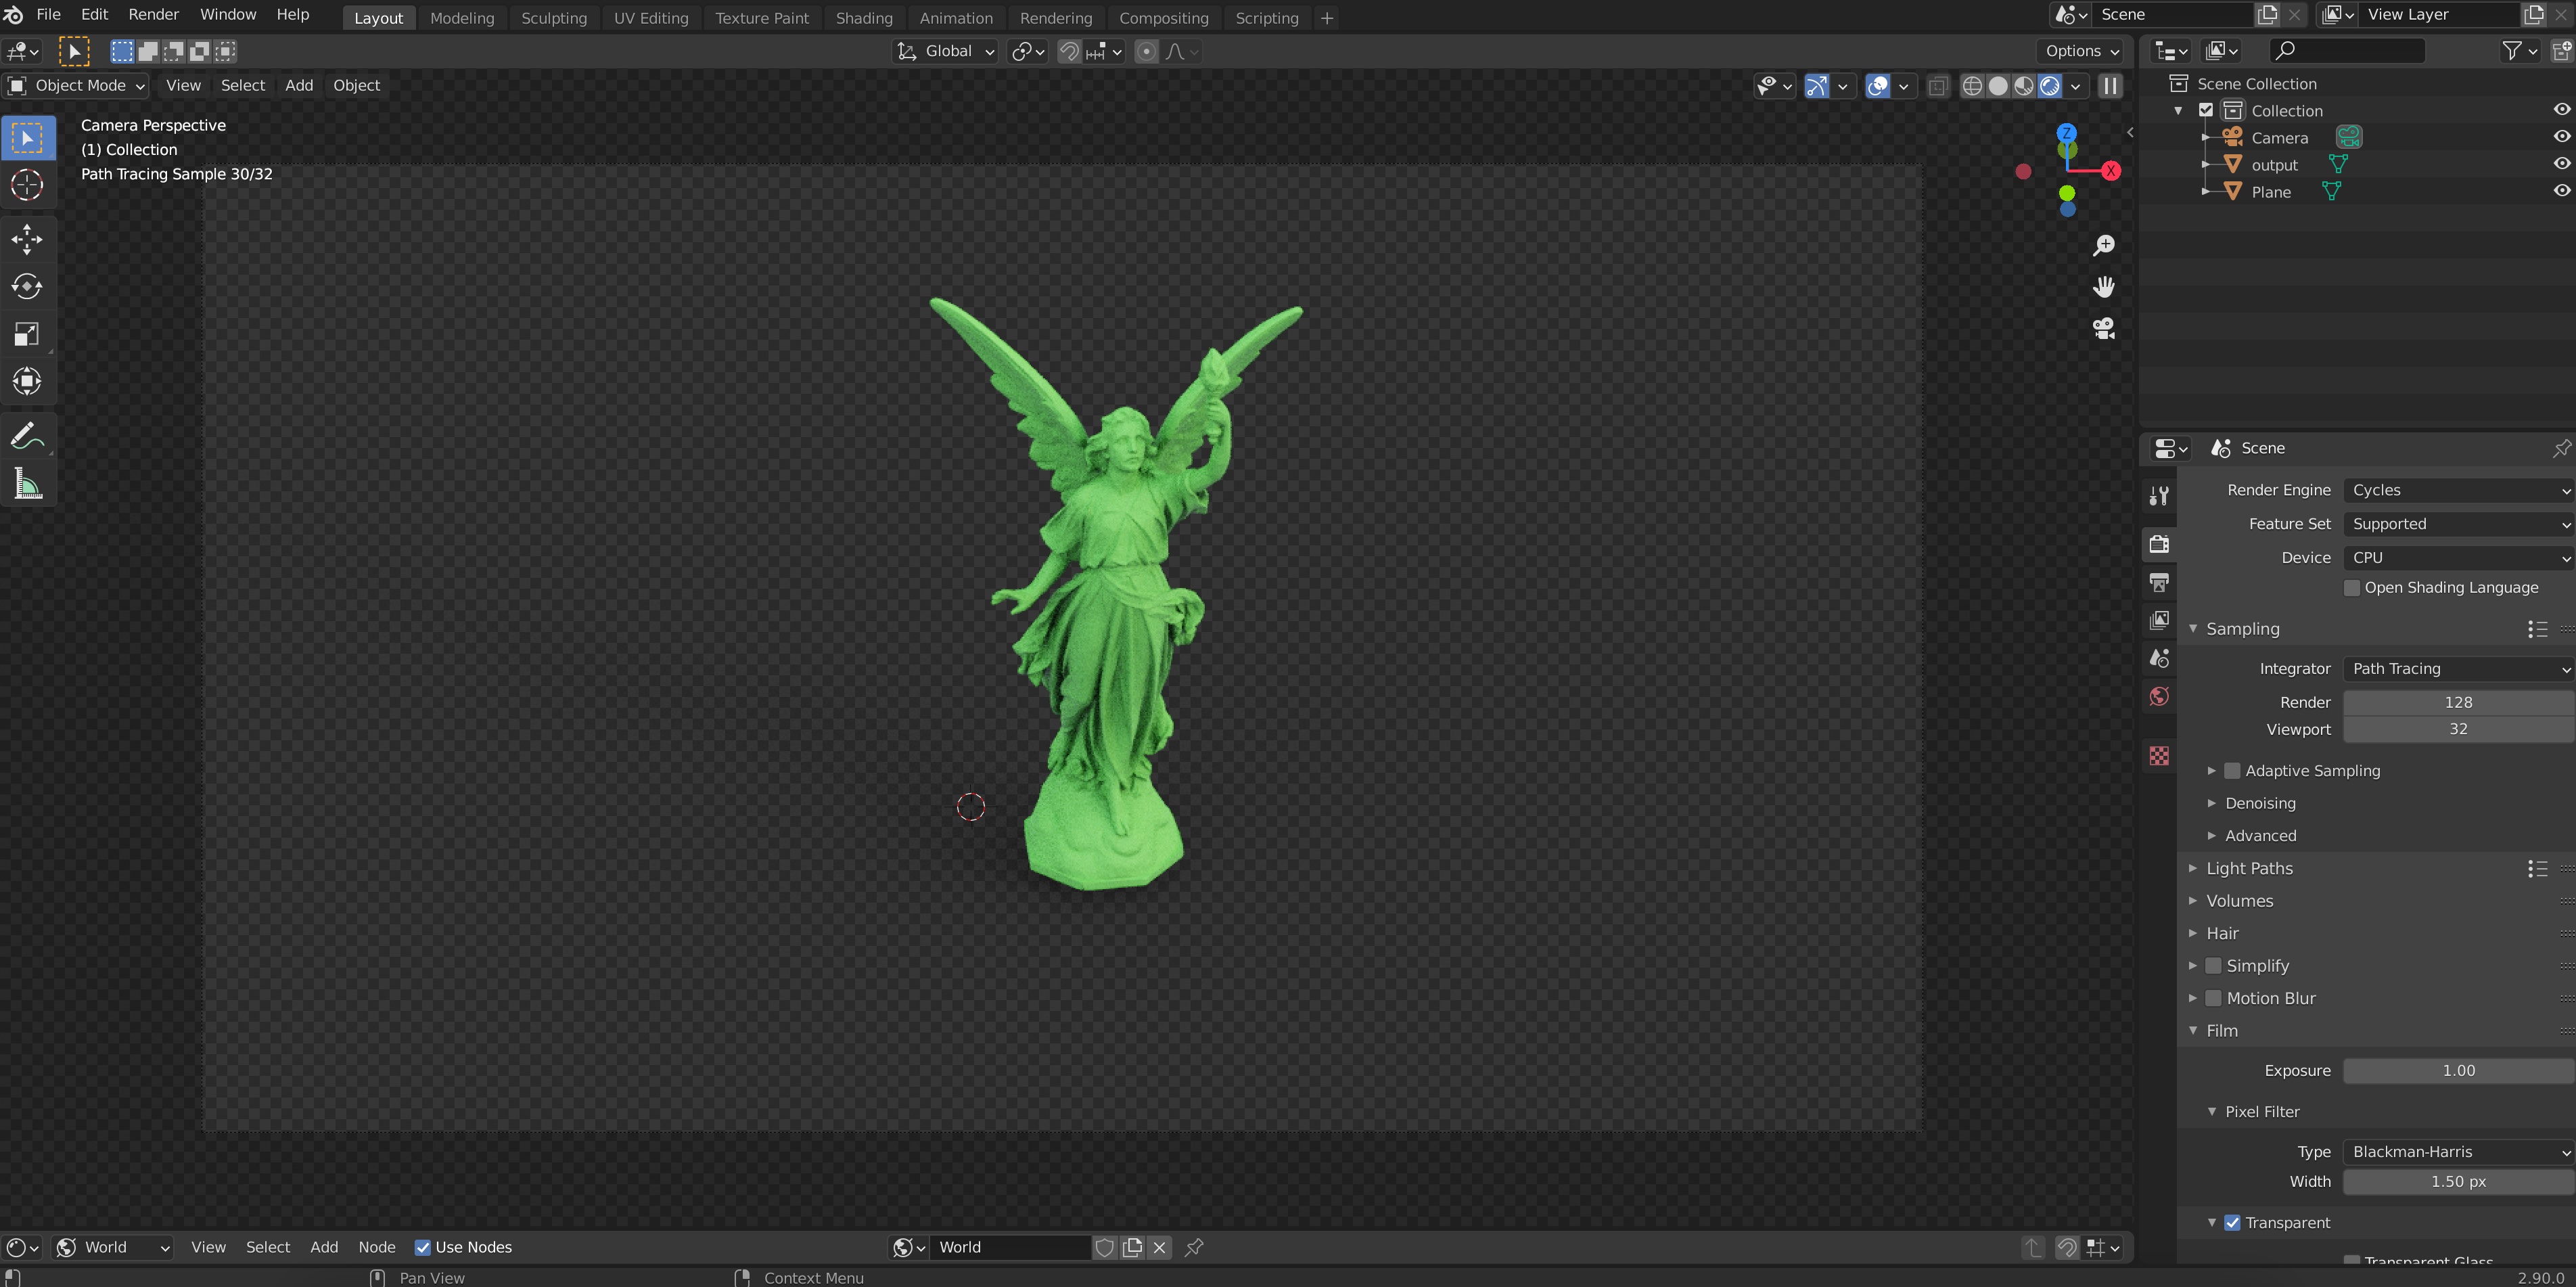 File Edit Render Window Help Layout Modeling Sculpting UV Editing Texture Paint Shading Animation Rendering Compositing Scripting + Scene View Layer
Global Options
Object Mode View Select Add Object
Scene Collection
Collection
Camera
output
Plane
Camera Perspective
(1) Collection
Path Tracing Sample 30/32
Z
X
Scene
Render Engine Cycles
Feature Set Supported
Device CPU
Open Shading Language
Sampling
Integrator Path Tracing
Render 128
Viewport 32
Adaptive Sampling
Denoising
Advanced
Light Paths
Volumes
Hair
Simplify
Motion Blur
Film
Exposure 1.00
Pixel Filter
Type Blackman-Harris
Width 1.50 px
Transparent
Transparent Glass
World View Select Add Node Use Nodes World
Pan View Context Menu 2.90.0